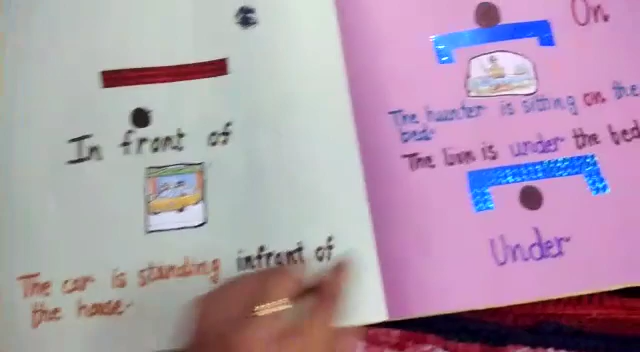 In front of
The car is standing infront of
the house.
On
The hunter is sitting on the
bed.
The lion is under the bed
Under